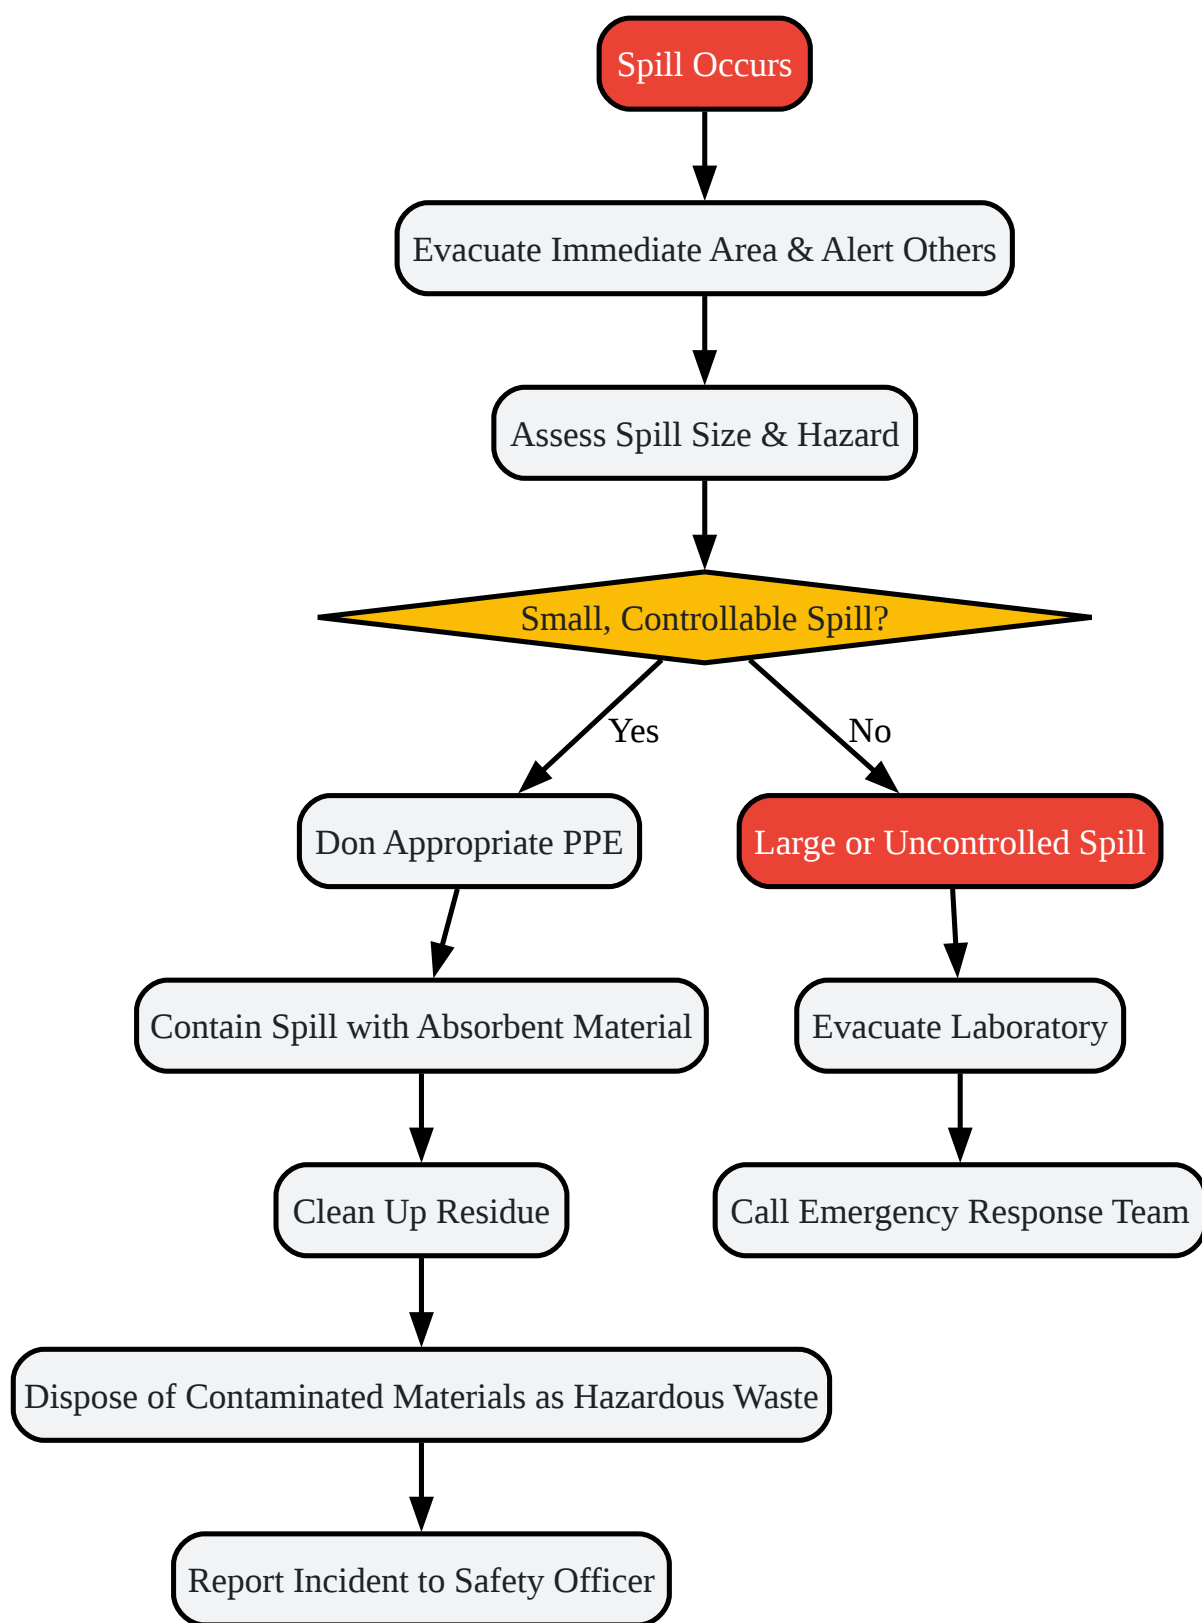 Spill Occurs
Evacuate Immediate Area & Alert Others
Assess Spill Size & Hazard
Small, Controllable Spill?
Yes
No
Don Appropriate PPE
Large or Uncontrolled Spill
Contain Spill with Absorbent Material
Evacuate Laboratory
Clean Up Residue
Call Emergency Response Team
Dispose of Contaminated Materials as Hazardous Waste
Report Incident to Safety Officer